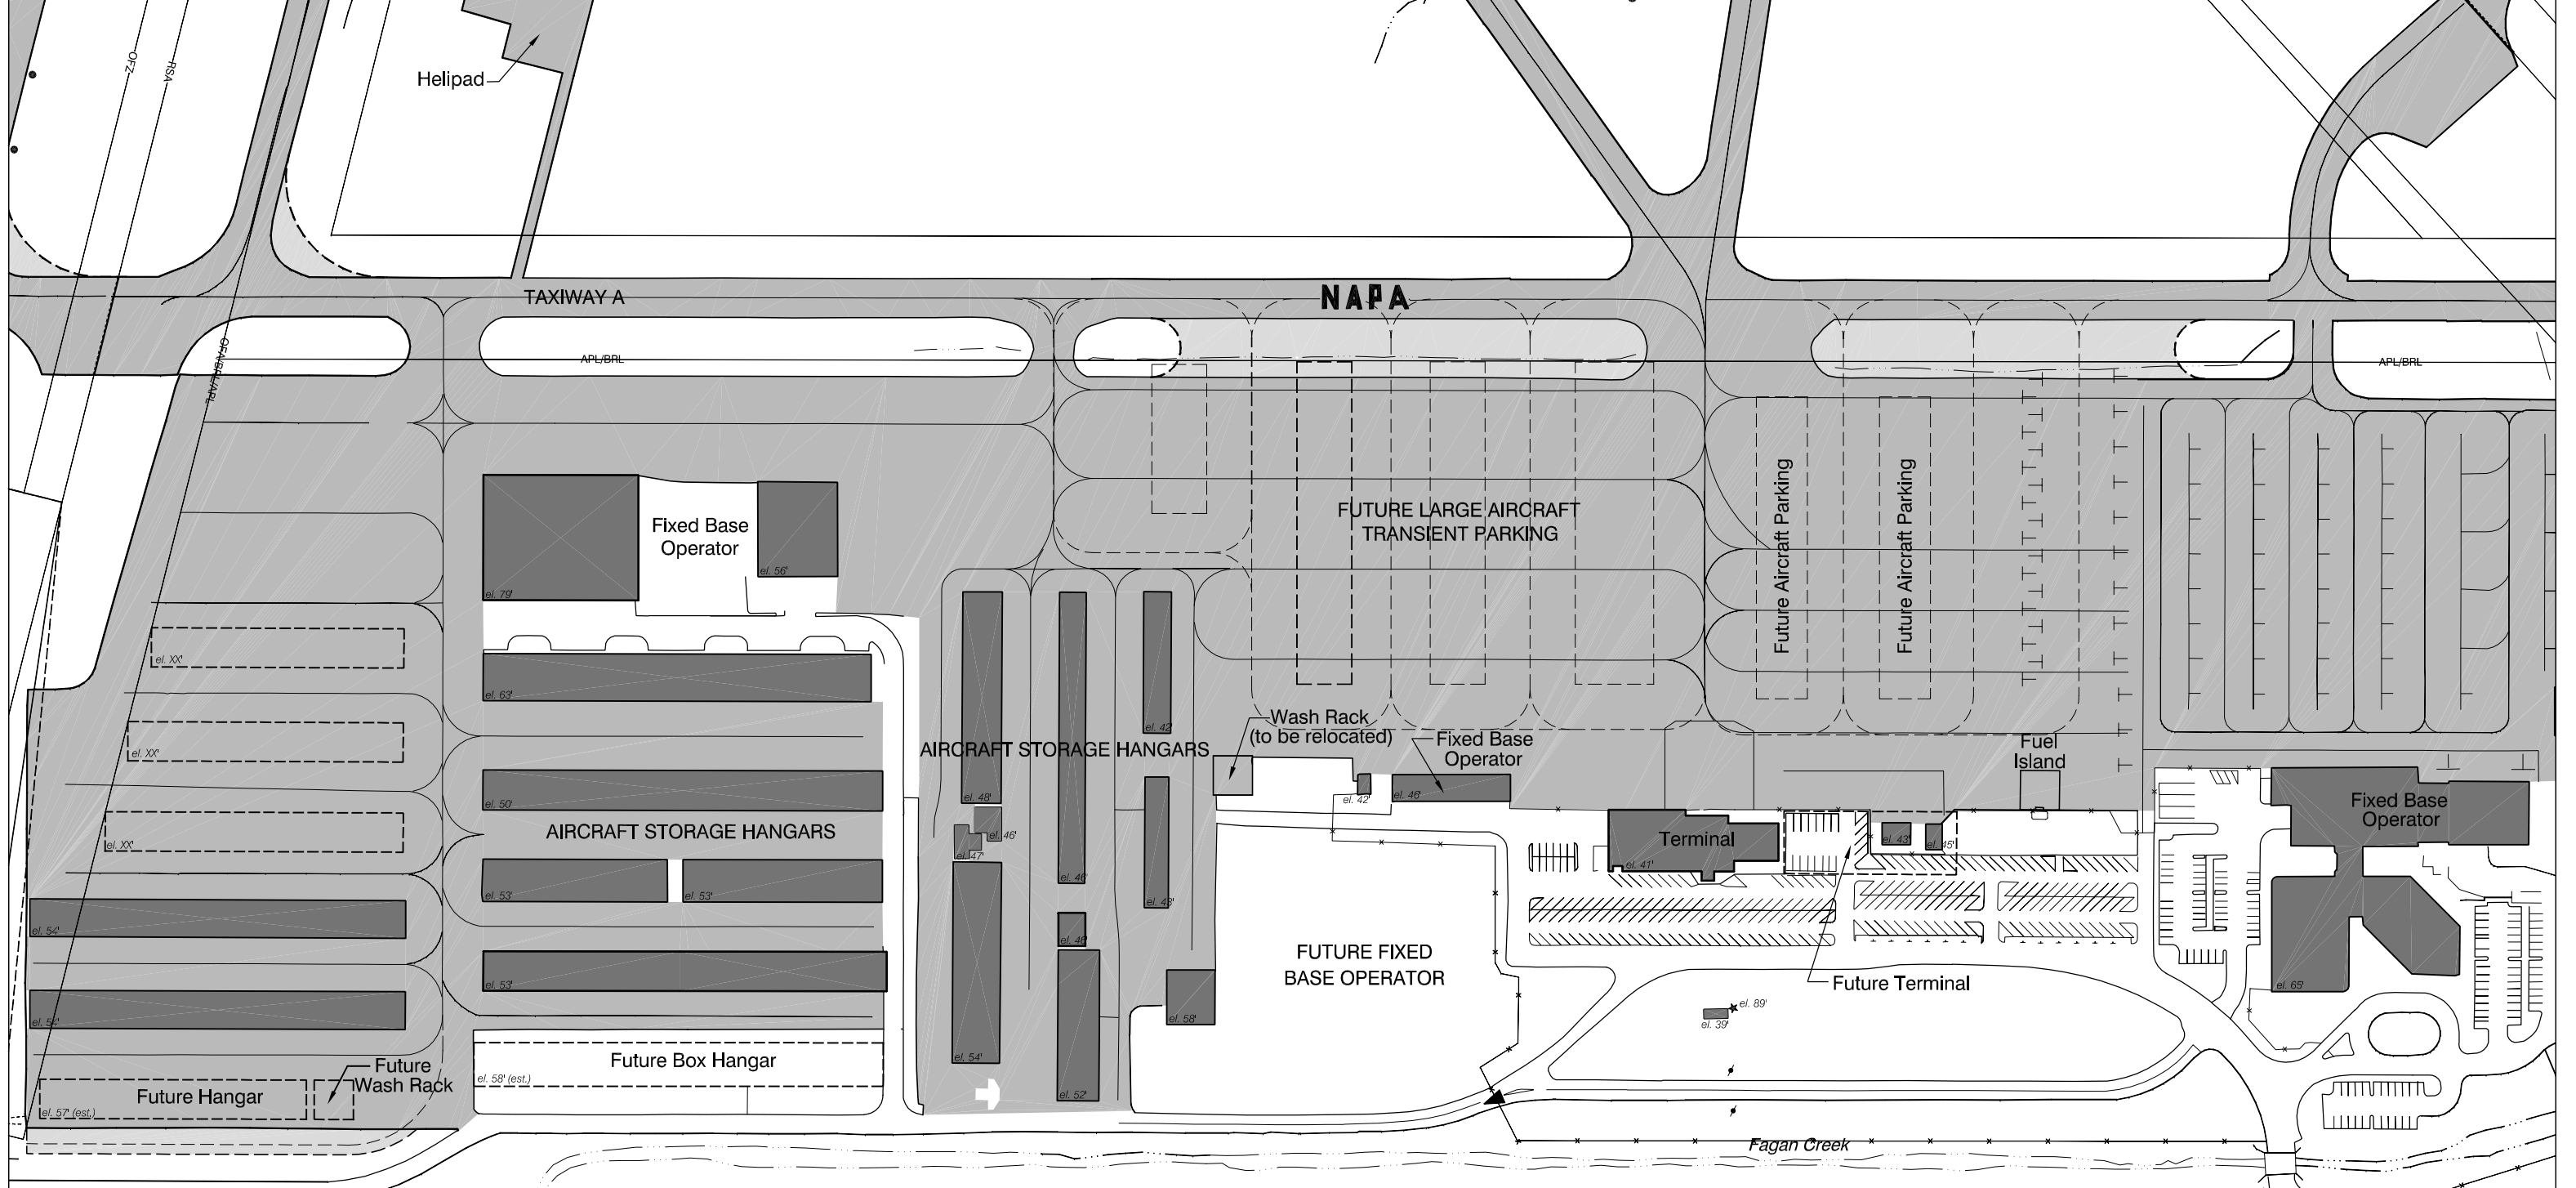 OFZ
RSA
Helipad
TAXIWAY A
NAPA
OFA/BRL/APL
APL/BRL
APL/BRL
Fixed Base
Operator
el. 79'
el. 56'
FUTURE LARGE AIRCRAFT
TRANSIENT PARKING
Future Aircraft Parking
Future Aircraft Parking
el. XX'
el. 63'
el. XX'
el. 42'
Wash Rack
(to be relocated)
Fixed Base
Operator
AIRCRAFT STORAGE HANGARS
Fuel
Island
el. 50'
el. 48'
el. 42'
el. 46'
Fixed Base
Operator
el. XX'
AIRCRAFT STORAGE HANGARS
el. 46'
el. 47'
Terminal
el. 41'
el. 43'
el. 45'
el. 53'
el. 53'
el. 46'
el. 43'
el. 54'
el. 46'
FUTURE FIXED
BASE OPERATOR
el. 53'
Future Terminal
el. 65'
el. 54'
el. 58'
el. 89'
el. 39'
Future Box Hangar
el. 58' (est.)
el. 54'
Future
Wash Rack
Future Hangar
el. 57' (est.)
el. 52'
Fagan Creek